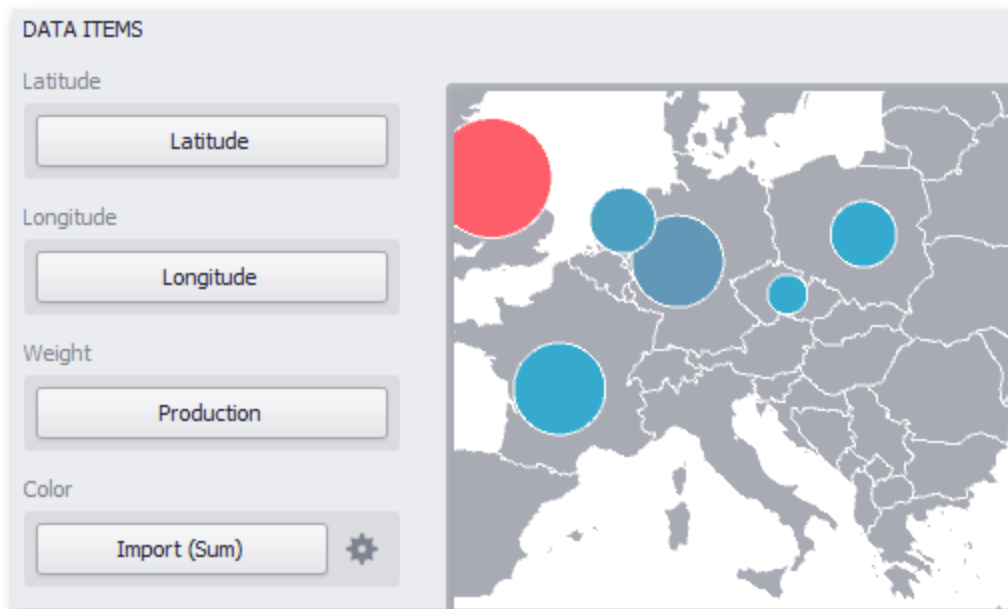 DATA ITEMS
Latitude
Latitude
Longitude
Longitude
Weight
Production
Color
Import (Sum)